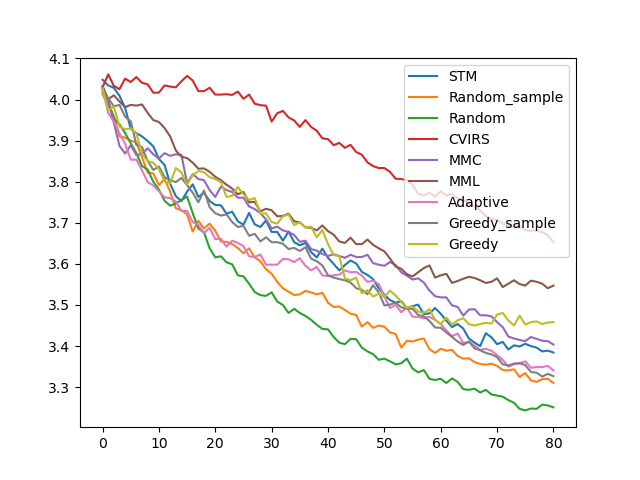 4.1
4.0
3.9
3.8
3.7
3.6
3.5
3.4
3.3
0 10 20 30 40 50 60 70 80
STM
Random_sample
Random
CVIRS
MMC
MML
Adaptive
Greedy_sample
Greedy